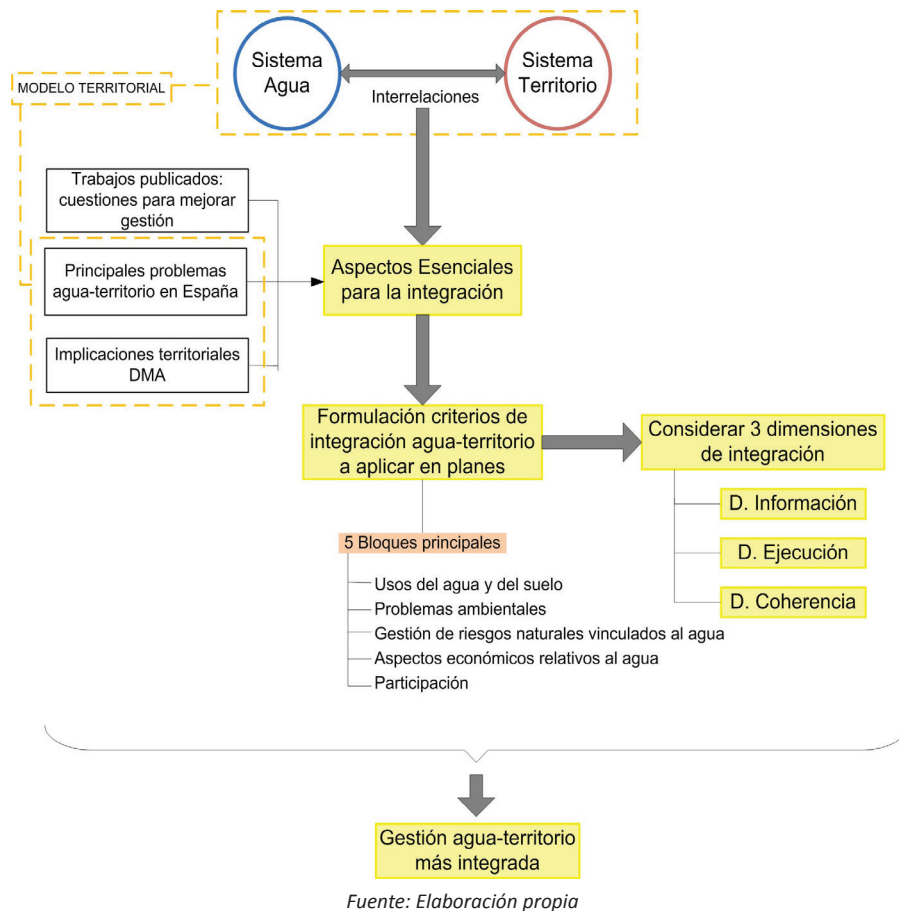 Sistema
Agua
Sistema
Territorio
Interrelaciones
MODELO TERRITORIAL
Trabajos publicados:
cuestiones para mejorar
gestión
Principales problemas
agua-territorio en España
Implicaciones territoriales
DMA
Aspectos Esenciales
para la integración
Formulación criterios de
integración agua-territorio
a aplicar en planes
Considerar 3 dimensiones
de integración
D. Información
D. Ejecución
D. Coherencia
5 Bloques principales
Usos del agua y del suelo
Problemas ambientales
Gestión de riesgos naturales vinculados al agua
Aspectos económicos relativos al agua
Participación
Gestión agua-territorio
más integrada
Fuente: Elaboración propia